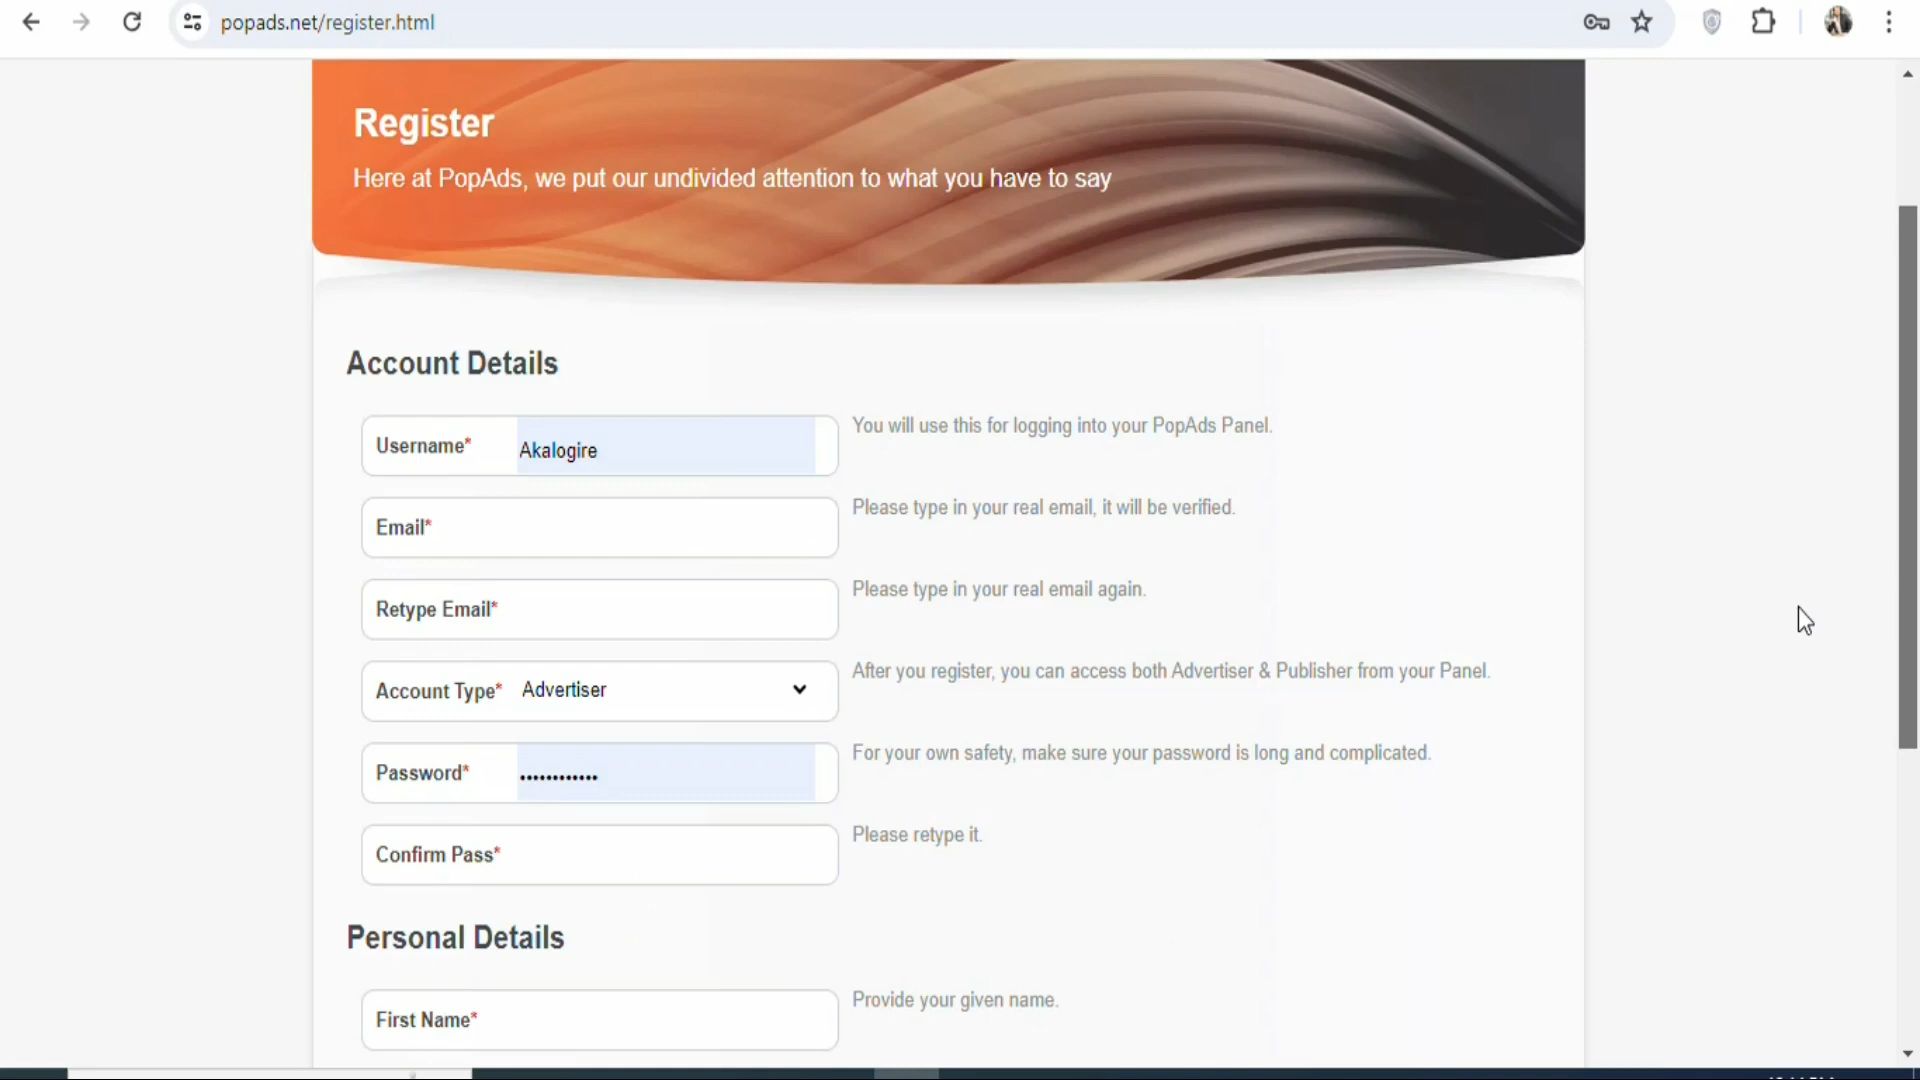 popads.net/register.html
Register
Here at PopAds, we put our undivided attention to what you have to say
Account Details
Username* Akalogire
You will use this for logging into your PopAds Panel.
Email*
Please type in your real email, it will be verified.
Retype Email*
Please type in your real email again.
Account Type* Advertiser
After you register, you can access both Advertiser & Publisher from your Panel.
Password* ••••••••••••
For your own safety, make sure your password is long and complicated.
Confirm Pass*
Please retype it.
Personal Details
First Name*
Provide your given name.